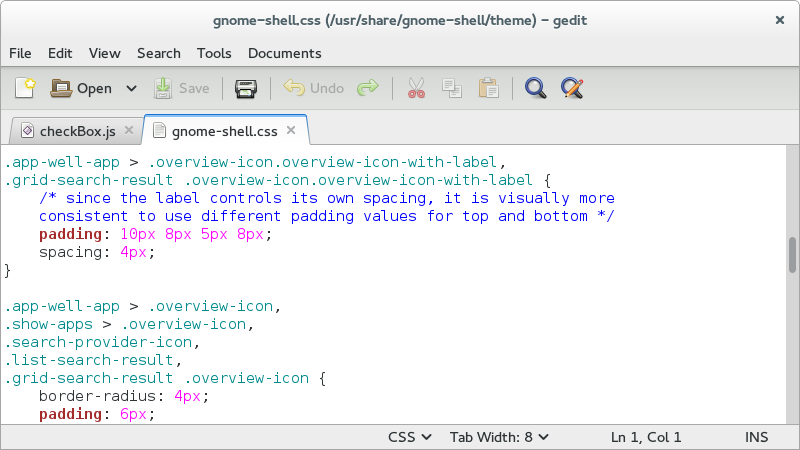 gnome-shell.css (/usr/share/gnome-shell/theme) – gedit
File Edit View Search Tools Documents
Open Save Undo
checkBox.js gnome-shell.css
.app-well-app > .overview-icon.overview-icon-with-label,
.grid-search-result .overview-icon.overview-icon-with-label {
    /* since the label controls its own spacing, it is visually more
    consistent to use different padding values for top and bottom */
    padding: 10px 8px 5px 8px;
    spacing: 4px;
}

.app-well-app > .overview-icon,
.show-apps > .overview-icon,
.search-provider-icon,
.list-search-result,
.grid-search-result .overview-icon {
    border-radius: 4px;
    padding: 6px;
CSS Tab Width: 8 Ln 1, Col 1 INS